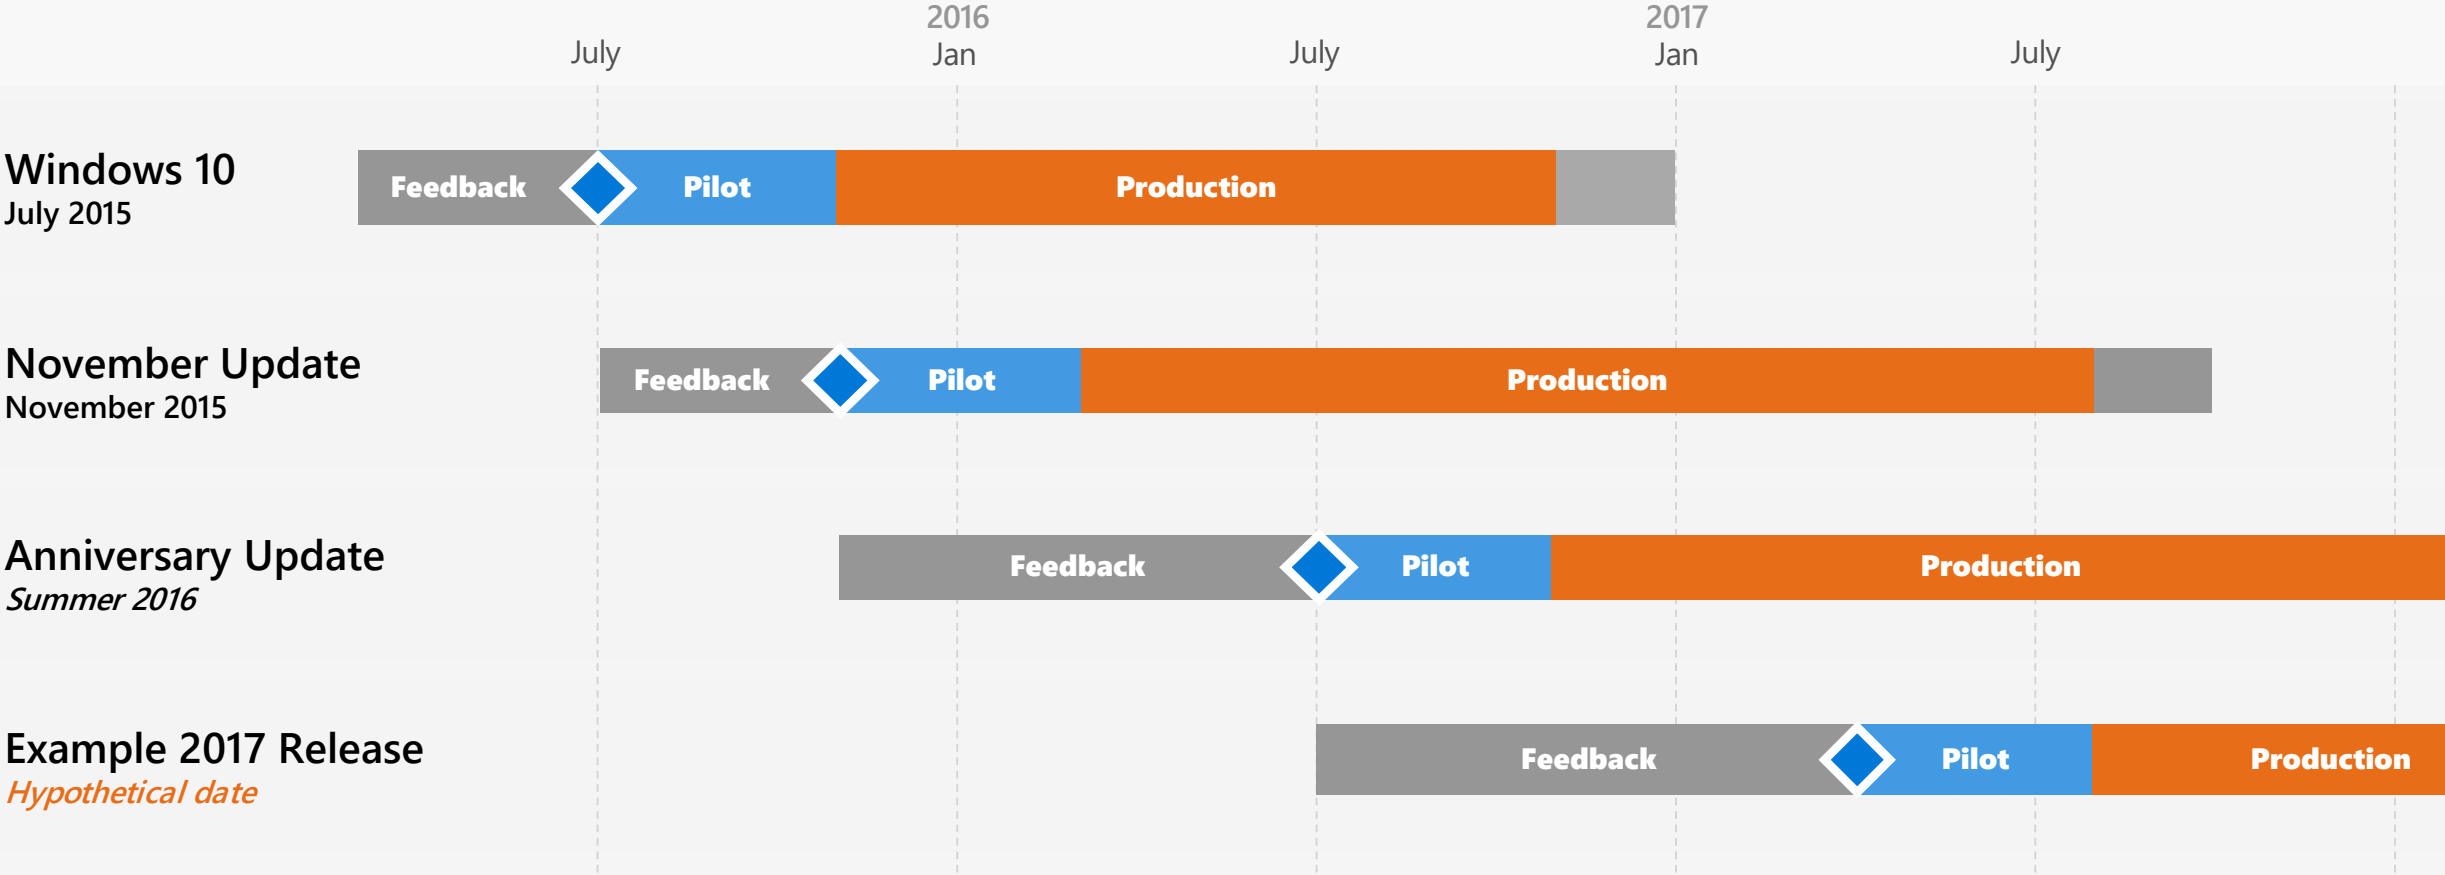 2016
2017
July
Jan
July
Jan
July
Windows 10
July 2015
Feedback
Pilot
Production
November Update
November 2015
Feedback
Pilot
Production
Anniversary Update
Summer 2016
Feedback
Pilot
Production
Example 2017 Release
Hypothetical date
Feedback
Pilot
Production